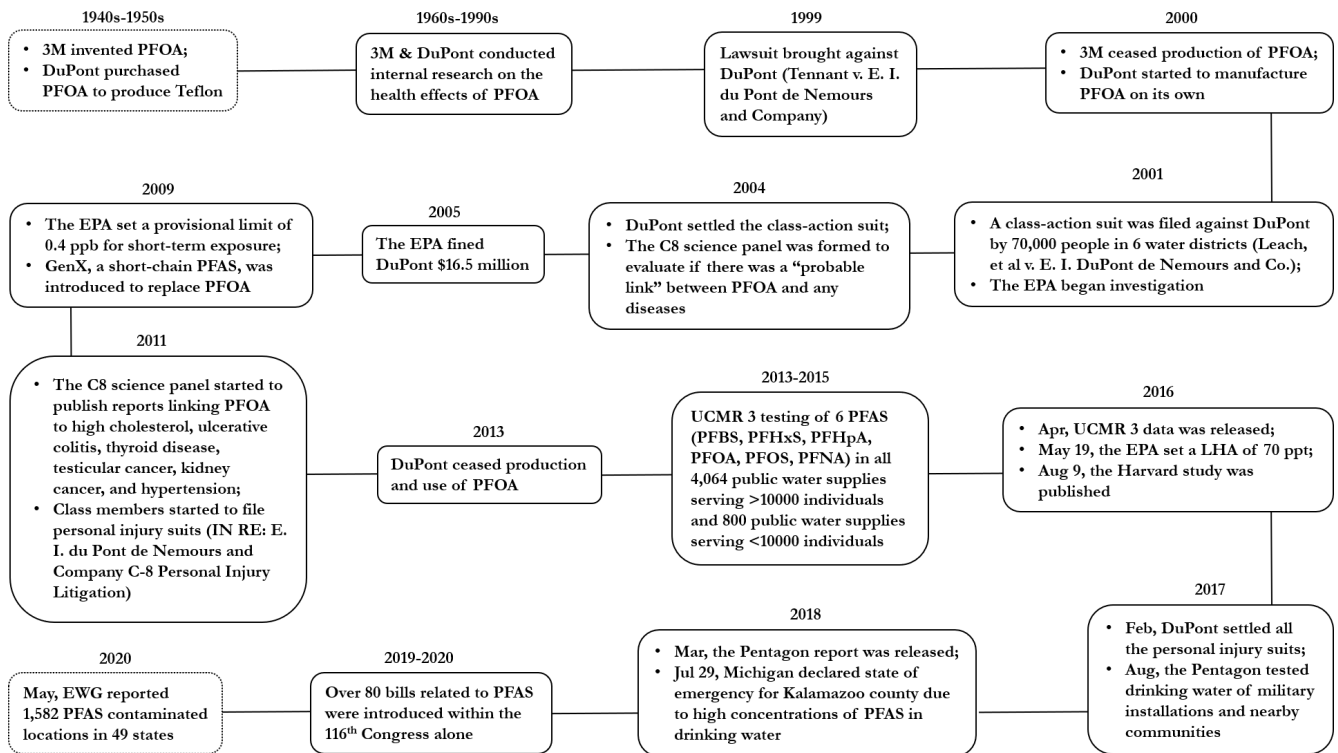 1940s-1950s
• 3M invented PFOA;
• DuPont purchased
PFOA to produce Teflon
1960s-1990s
3M & DuPont conducted
internal research on the
health effects of PFOA
1999
Lawsuit brought against
DuPont (Tennant v. E. I.
du Pont de Nemours
and Company)
2000
• 3M ceased production of PFOA;
• DuPont started to manufacture
PFOA on its own
2001
• A class-action suit was filed against DuPont
by 70,000 people in 6 water districts (Leach,
et al v. E. I. DuPont de Nemours and Co.);
• The EPA began investigation
2004
• DuPont settled the class-action suit;
• The C8 science panel was formed to
evaluate if there was a “probable
link” between PFOA and any
diseases
2005
The EPA fined
DuPont $16.5 million
2009
• The EPA set a provisional limit of
0.4 ppb for short-term exposure;
• GenX, a short-chain PFAS, was
introduced to replace PFOA
2011
• The C8 science panel started to
publish reports linking PFOA
to high cholesterol, ulcerative
colitis, thyroid disease,
testicular cancer, kidney
cancer, and hypertension;
• Class members started to file
personal injury suits (IN RE: E.
I. du Pont de Nemours and
Company C-8 Personal Injury
Litigation)
2013
DuPont ceased production
and use of PFOA
2013-2015
UCMR 3 testing of 6 PFAS
(PFBS, PFHxS, PFHpA,
PFOA, PFOS, PFNA) in all
4,064 public water supplies
serving >10000 individuals
and 800 public water supplies
serving <10000 individuals
2016
• Apr, UCMR 3 data was released;
• May 19, the EPA set a LHA of 70 ppt;
• Aug 9, the Harvard study was
published
2017
• Feb, DuPont settled all
the personal injury suits;
• Aug, the Pentagon tested
drinking water of military
installations and nearby
communities
2018
• Mar, the Pentagon report was released;
• Jul 29, Michigan declared state of
emergency for Kalamazoo county due
to high concentrations of PFAS in
drinking water
2019-2020
Over 80 bills related to PFAS
were introduced within the
116th Congress alone
2020
May, EWG reported
1,582 PFAS contaminated
locations in 49 states